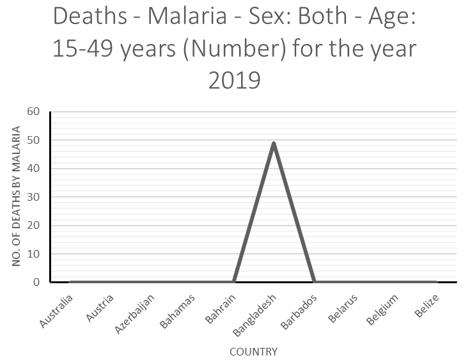 Deaths - Malaria - Sex: Both - Age:
15-49 years (Number) for the year
2019
NO. OF DEATHS BY MALARIA
60
50
40
30
20
10
0
Australia
Austria
Azerbaijan
Bahamas
Bahrain
Bangladesh
Barbados
Belarus
Belgium
Belize
COUNTRY